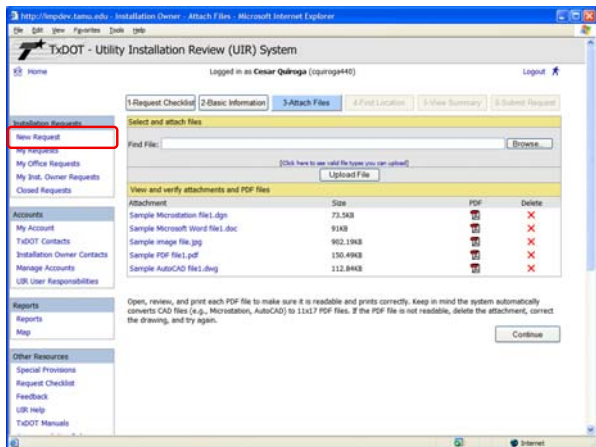 http://impdev.tamu.edu - Installation Owner - Attach Files - Microsoft Internet Explorer
File Edit View Favorites Tools Help
TxDOT - Utility Installation Review (UIR) System
Home
Logged in as Cesar Quiroga (cquiroga440)
Logout
1-Request Checklist
2-Basic Information
3-Attach Files
4-Find Location
5-View Summary
6-Submit Request
Installation Requests
New Request
My Requests
My Office Requests
My Inst. Owner Requests
Closed Requests
Accounts
My Account
TxDOT Contacts
Installation Owner Contacts
Manage Accounts
UIR User Responsibilities
Reports
Reports
Map
Other Resources
Special Provisions
Request Checklist
Feedback
UIR Help
TxDOT Manuals
Select and attach files
Find File:
Browse...
[Click here to see valid file types you can upload]
Upload File
View and verify attachments and PDF files
Attachment Size PDF Delete
Sample Microstation file1.dgn 73.5KB
Sample Microsoft Word file1.doc 91KB
Sample image file.jpg 902.19KB
Sample PDF file1.pdf 150.49KB
Sample AutoCAD file1.dwg 112.84KB
Open, review, and print each PDF file to make sure it is readable and prints correctly. Keep in mind the system automatically
converts CAD files (e.g., Microstation, AutoCAD) to 11x17 PDF files. If the PDF file is not readable, delete the attachment, correct
the drawing, and try again.
Continue
Internet